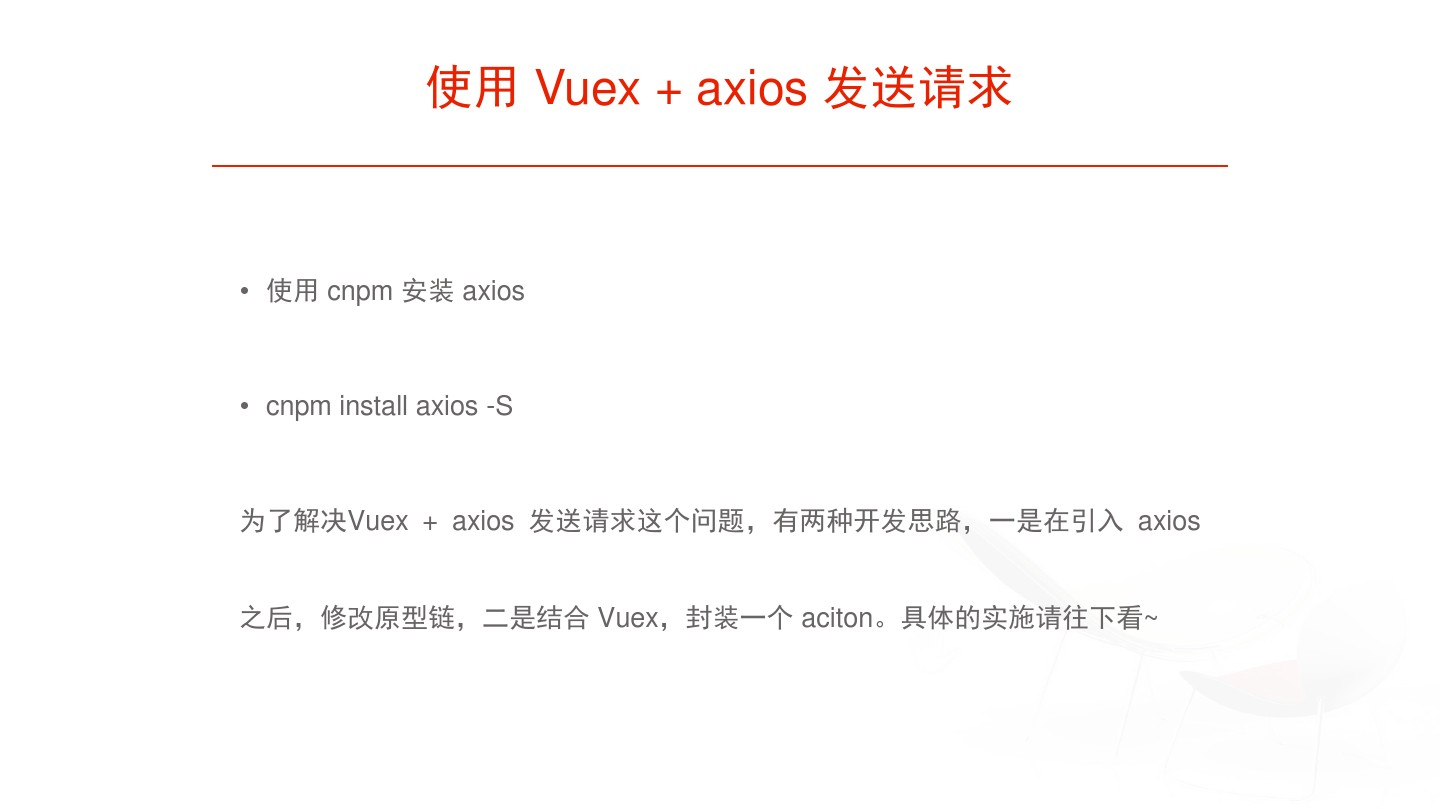 使用 Vuex + axios 发送请求
• 使用 cnpm 安装 axios
• cnpm install axios -S
为了解决Vuex + axios 发送请求这个问题，有两种开发思路，一是在引入 axios
之后，修改原型链，二是结合 Vuex，封装一个 aciton。具体的实施请往下看~